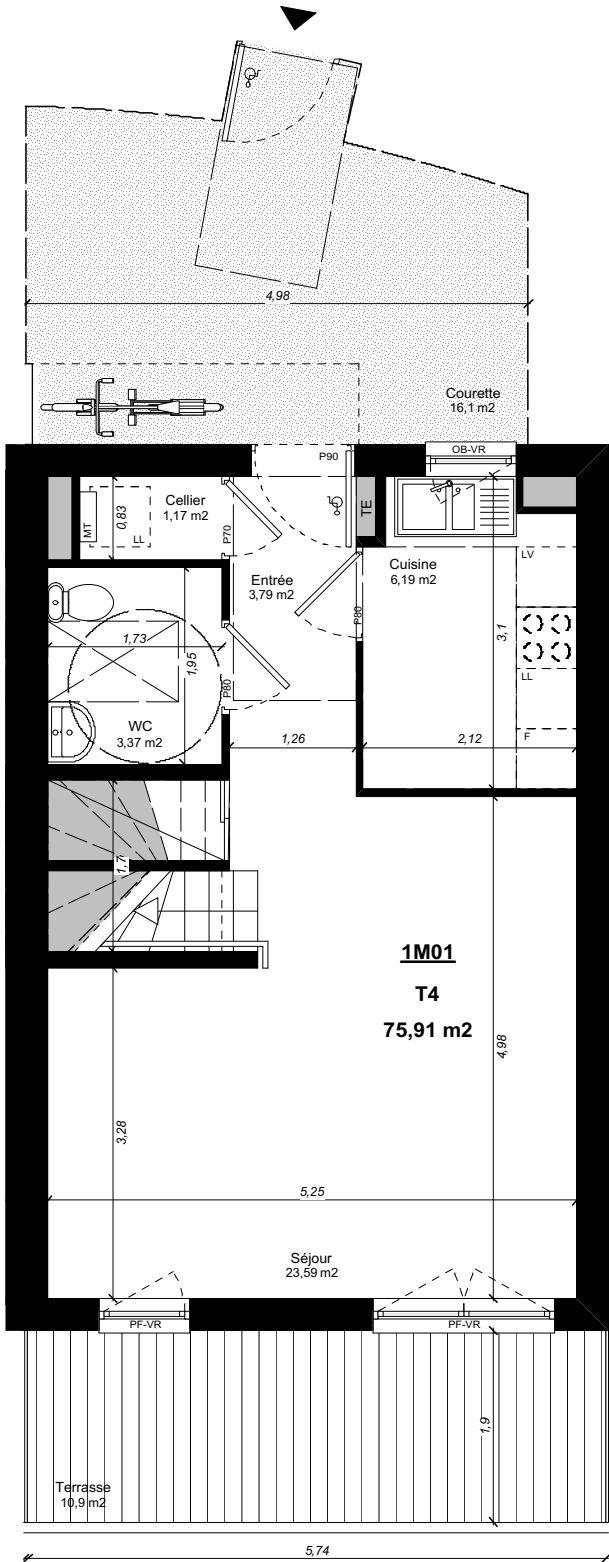 4,98
Courette
16,1 m2
OB-VR
P90
Cellier
1,17 m2
0,83
MT
LL
P70
TE
Cuisine
6,19 m2
LV
Entrée
3,79 m2
P80
3,1
1,73
1,95
P80
LL
WC
3,37 m2
F
1,26
2,12
1,7
1M01
T4
75,91 m2
4,98
3,28
5,25
Séjour
23,59 m2
PF-VR
PF-VR
1,9
Terrasse
10,9 m2
5,74